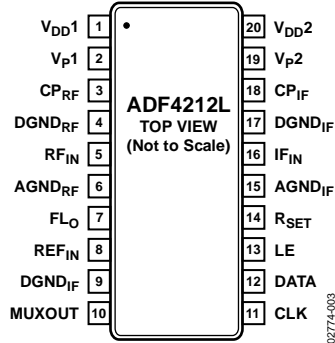 VDD1 1
VP1 2
CPRF 3
DGNDRF 4
RFIN 5
AGNDRF 6
FLO 7
REFIN 8
DGNDIF 9
MUXOUT 10
ADF4212L
TOP VIEW
(Not to Scale)
20 VDD2
19 VP2
18 CPIF
17 DGNDIF
16 IFIN
15 AGNDIF
14 RSET
13 LE
12 DATA
11 CLK
02774-003